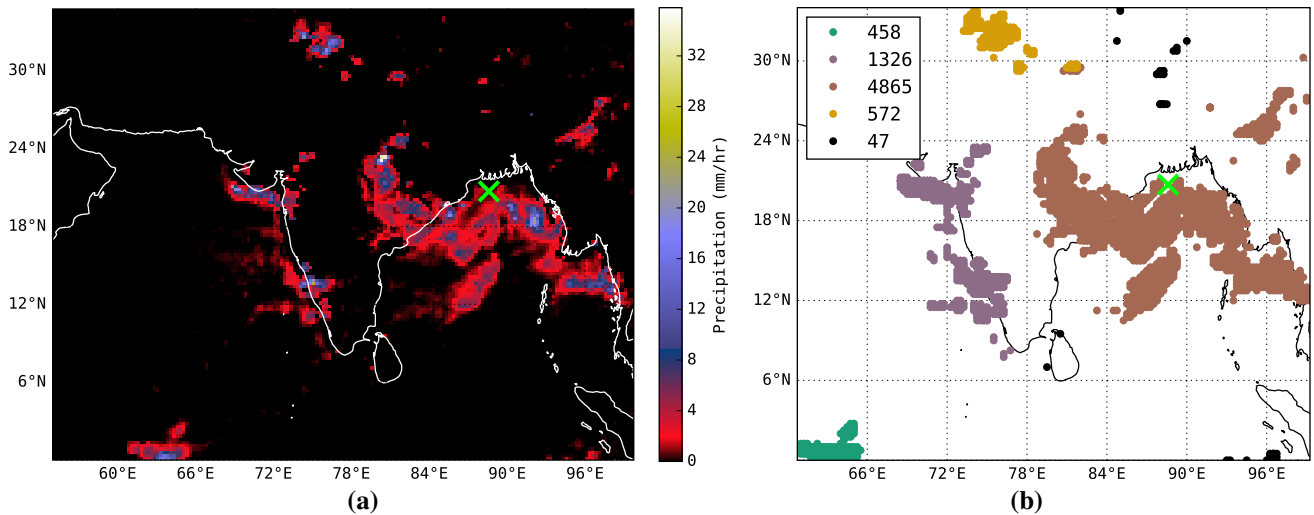 30°N
24°N
18°N
12°N
6°N
60°E 66°E 72°E 78°E 84°E 90°E 96°E
32
28
24
20
16
12
8
4
0
Precipitation (mm/hr)
(a)
458
1326
4865
572
47
30°N
24°N
18°N
12°N
6°N
66°E 72°E 78°E 84°E 90°E 96°E
(b)